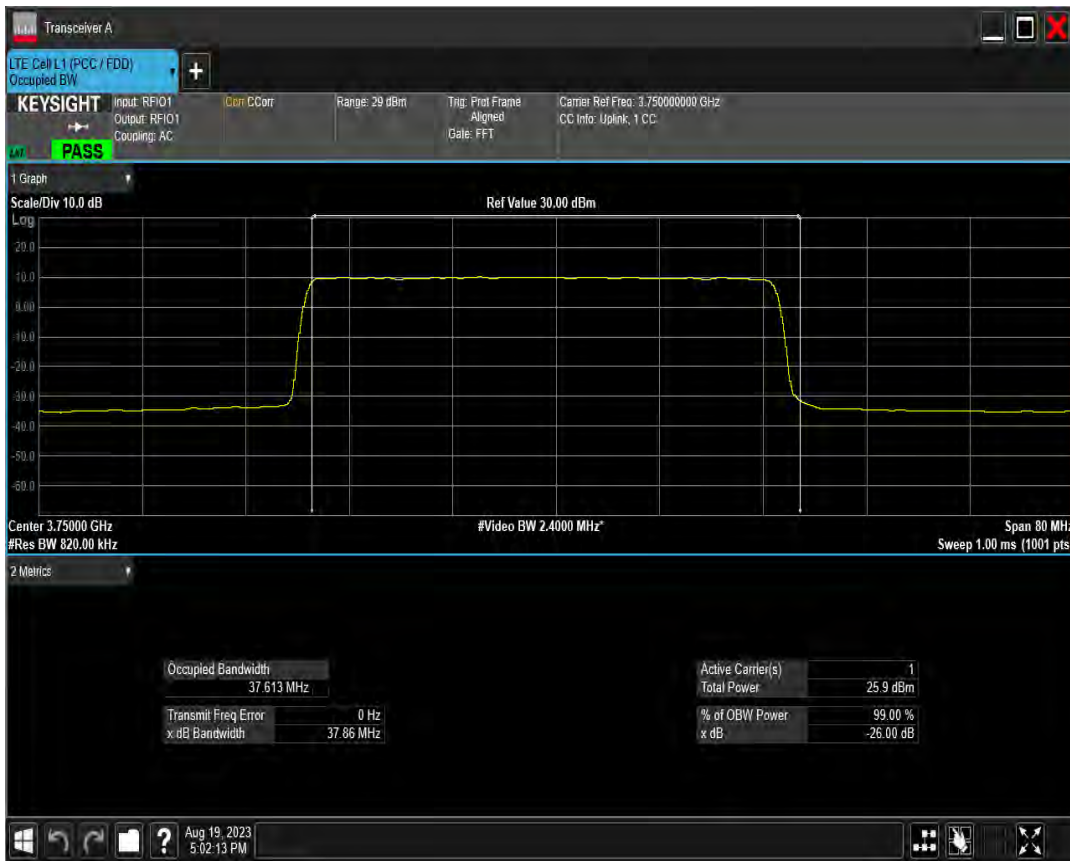 Transceiver A
LTE Cell L1 (PCC / FDD)
Occupied BW
+
KEYSIGHT
PASS
Input: RFIO1
Output: RFIO1
Coupling: AC
Corr CCorr
Range: 29 dBm
Trig: Prot Frame
Aligned
Gate: FFT
Carrier Ref Freq: 3.750000000 GHz
CC Info: Uplink, 1 CC
1 Graph
Scale/Div 10.0 dB
Ref Value 30.00 dBm
Log
20.0
10.0
0.00
-10.0
-20.0
-30.0
-40.0
-50.0
-60.0
Center 3.75000 GHz
#Video BW 2.4000 MHz*
Span 80 MHz
#Res BW 820.00 kHz
Sweep 1.00 ms (1001 pts
2 Metrics
Occupied Bandwidth
37.613 MHz
Transmit Freq Error 0 Hz
x dB Bandwidth 37.86 MHz
Active Carrier(s) 1
Total Power 25.9 dBm
% of OBW Power 99.00 %
x dB -26.00 dB
?
Aug 19, 2023
5:02:13 PM